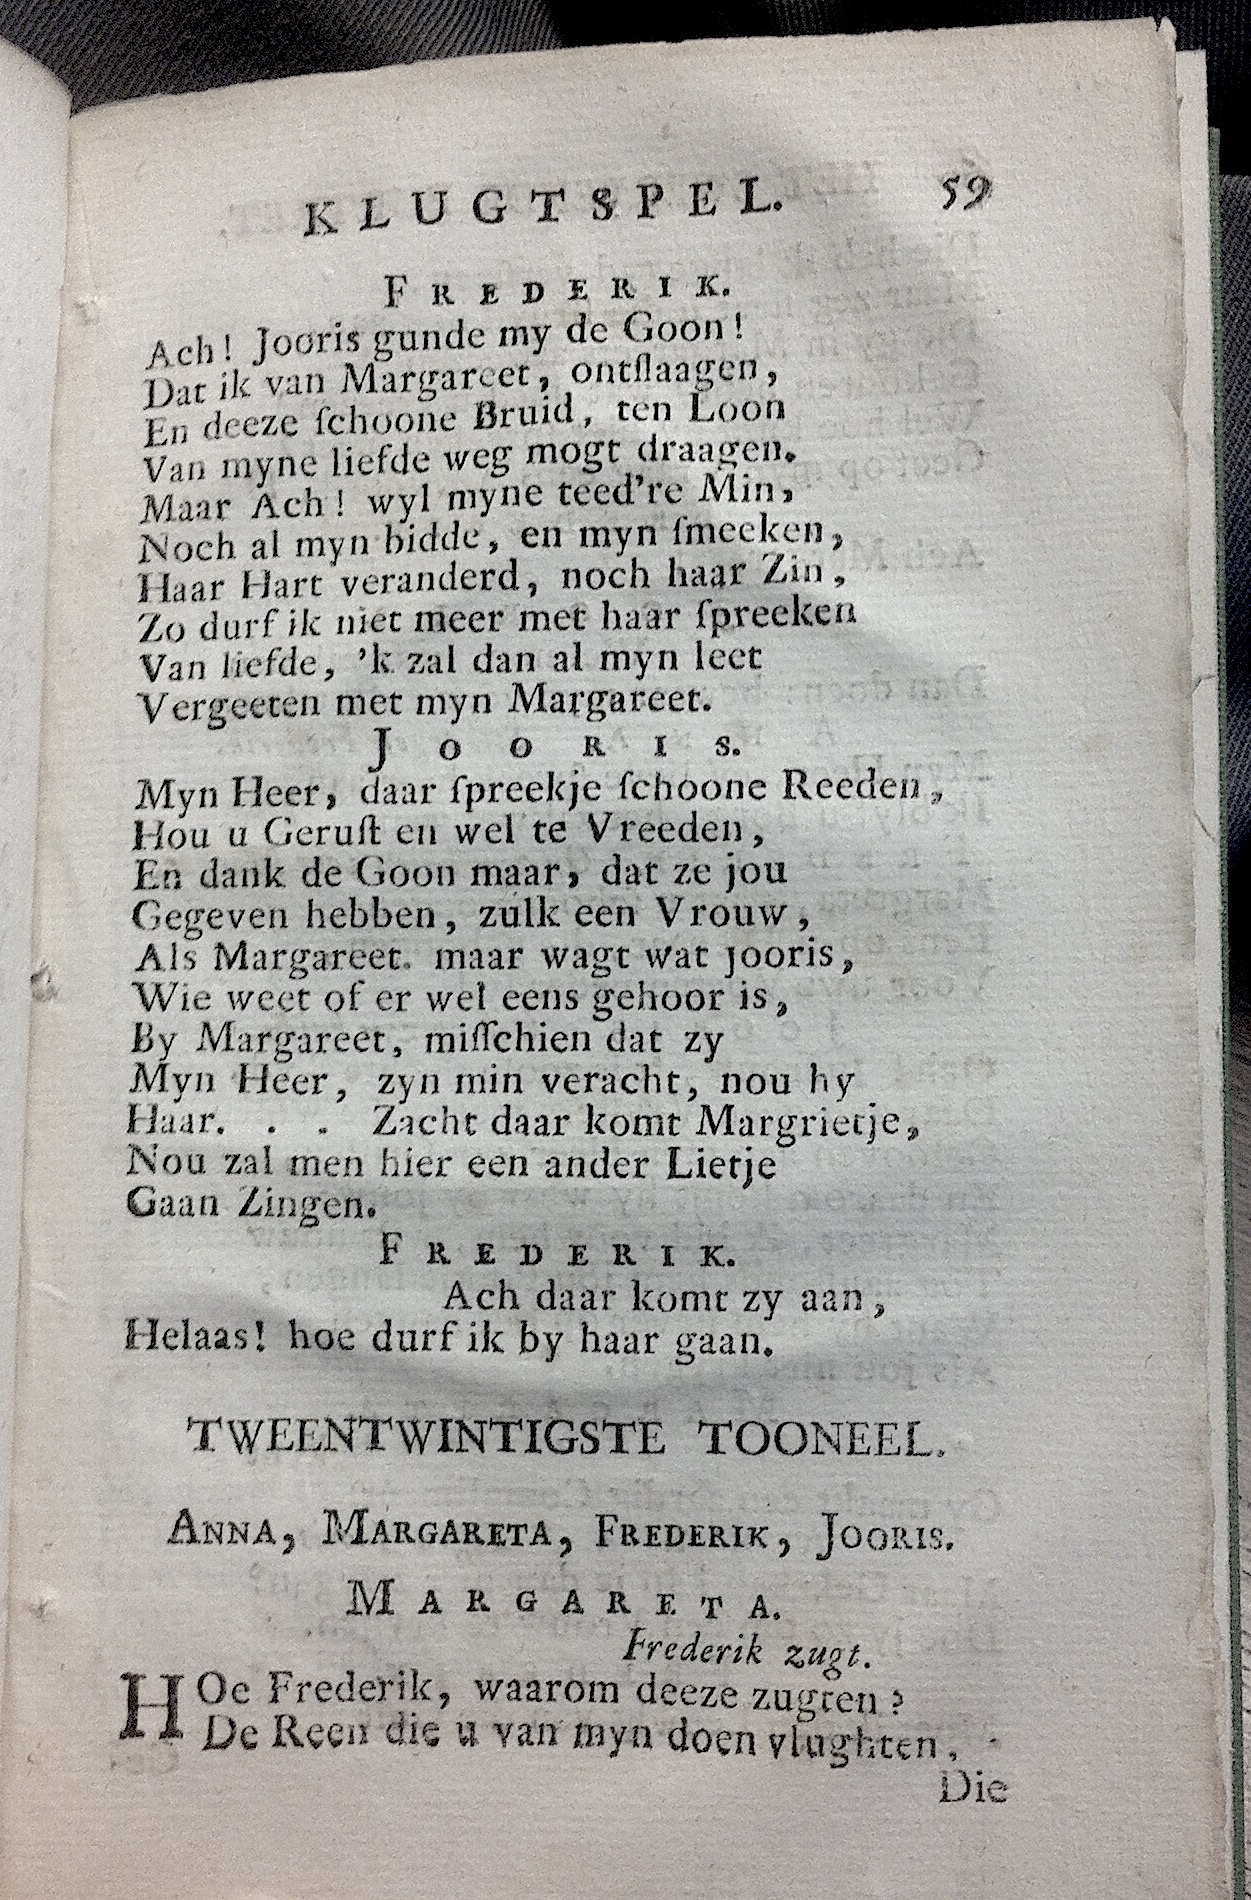 KLUGTSPEL. 59
FREDERIK.
Ach! Jooris gunde my de Goon!
Dat ik van Margareet, ontſlaagen,
En deeze ſchoone Bruid, ten Loon
Van myne liefde weg mogt draagen.
Maar Ach! wyl myne teed're Min,
Noch al myn bidde, en myn ſmeeken,
Haar Hart veranderd, noch haar Zin,
Zo durf ik niet meer met haar ſpreeken
Van liefde, 'k zal dan al myn leet
Vergeeten met myn Margareet.
JOORIS.
Myn Heer, daar ſpreekje ſchoone Reeden,
Hou u Geruſt en wel te Vreeden,
En dank de Goon maar, dat ze jou
Gegeven hebben, zulk een Vrouw,
Als Margareet. maar wagt wat jooris,
Wie weet of er wel eens gehoor is,
By Margareet, miſſchien dat zy
Myn Heer, zyn min veracht, nou hy
Haar. . . Zacht daar komt Margrietje,
Nou zal men hier een ander Lietje
Gaan Zingen.
FREDERIK.
Ach daar komt zy aan,
Helaas! hoe durf ik by haar gaan.
TWEENTWINTIGSTE TOONEEL.
ANNA, MARGARETA, FREDERIK, JOORIS.
MARGARETA.
Frederik zugt.
HOe Frederik, waarom deeze zugten?
De Reen die u van myn doen vlughten,
Die